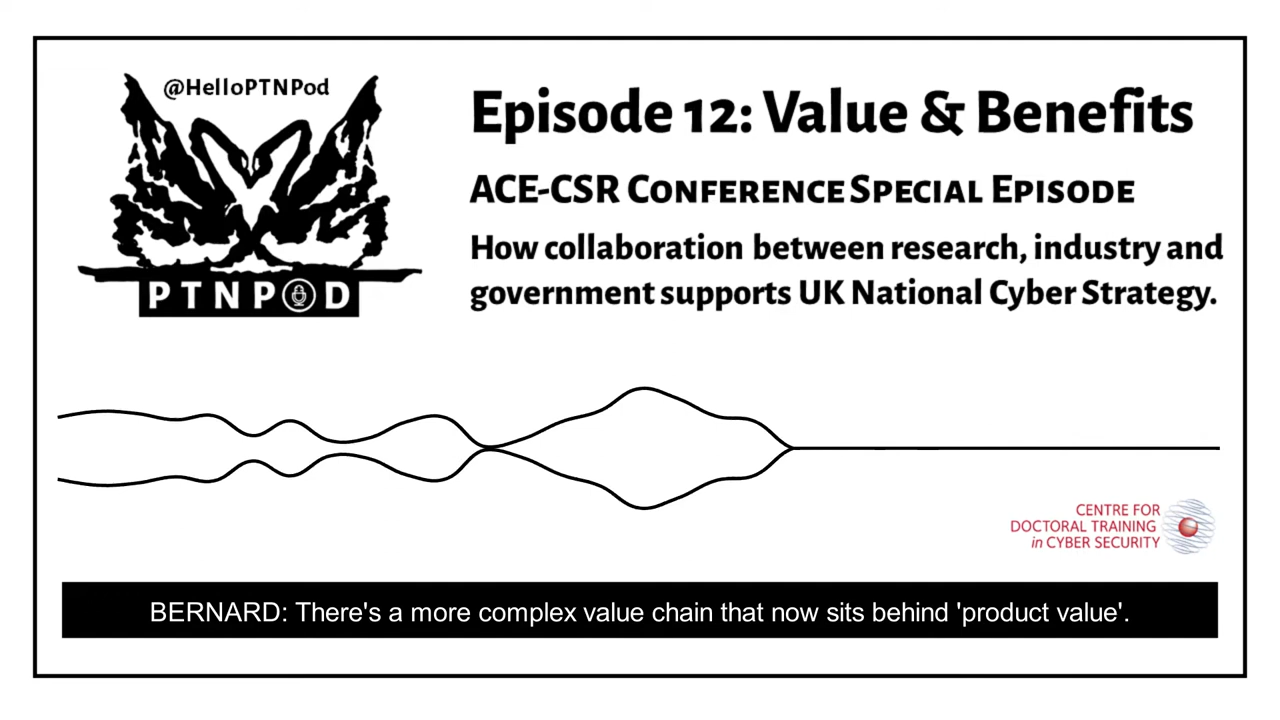 @HelloPTNPod
PTNPOD
Episode 12: Value & Benefits
ACE-CSR Conference Special Episode
How collaboration between research, industry and
government supports UK National Cyber Strategy.
CENTRE FOR
DOCTORAL TRAINING
in CYBER SECURITY
BERNARD: There's a more complex value chain that now sits behind 'product value'.